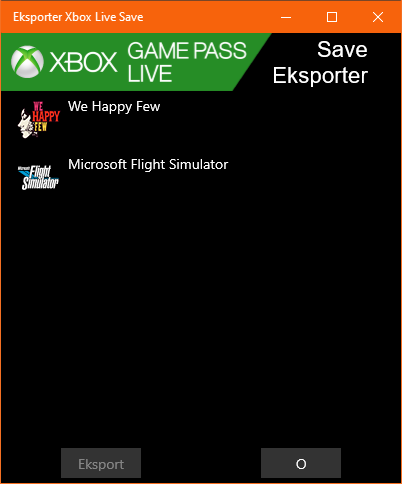 Eksporter Xbox Live Save
XBOX
GAME PASS
LIVE
Save
Eksporter
WE
HAPPY
FEW
We Happy Few
Microsoft
Flight
Simulator
Microsoft Flight Simulator
Eksport
O